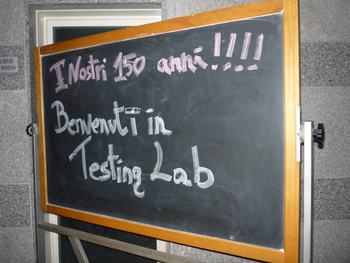 I Nostri 150 anni!!!!
Benvenuti in
Testing Lab